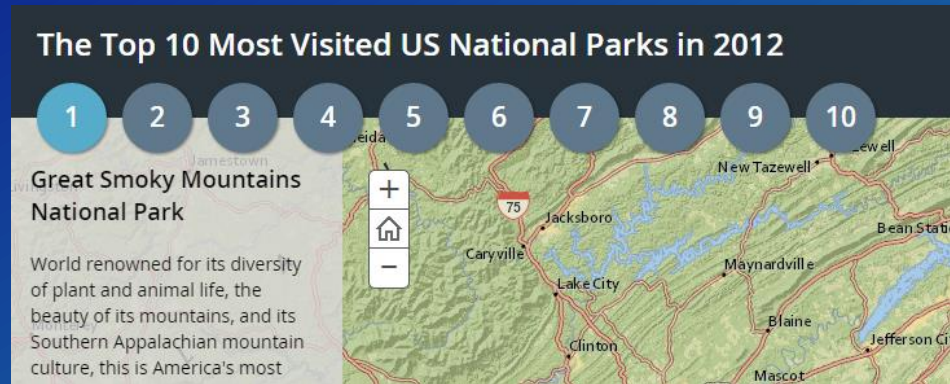 The Top 10 Most Visited US National Parks in 2012
1 2 3 4 5 6 7 8 9 10
Great Smoky Mountains
National Park
World renowned for its diversity
of plant and animal life, the
beauty of its mountains, and its
Southern Appalachian mountain
culture, this is America's most
Jamestown
+
−
75
Jacksboro
Caryville
Lake City
Clinton
New Tazewell
Maynardville
Blaine
Mascot